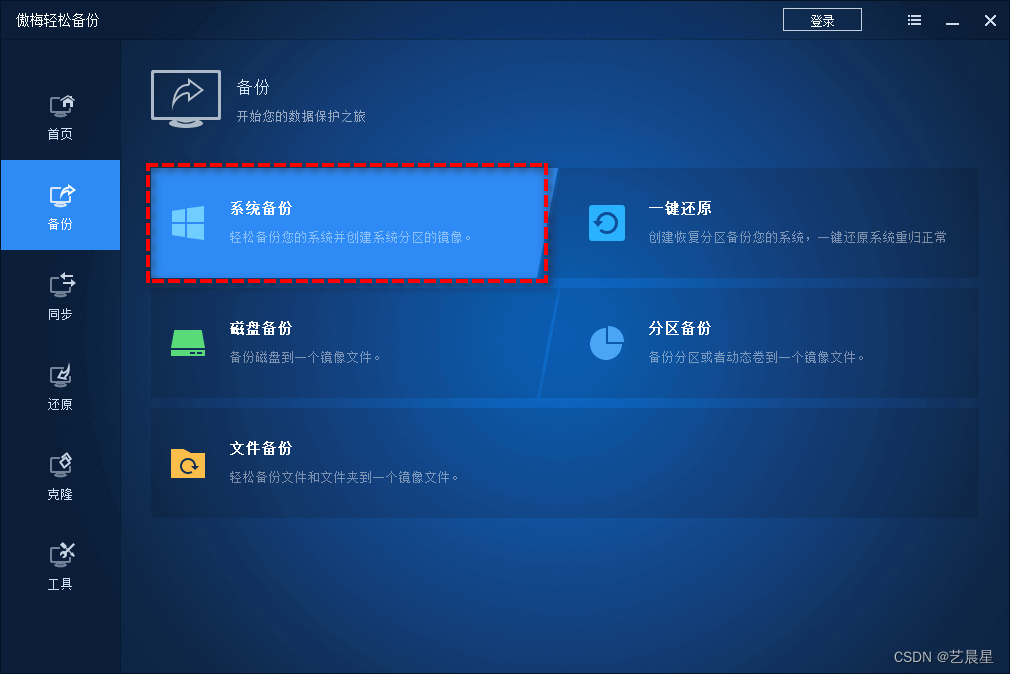 傲梅轻松备份
登录
首页
备份
同步
还原
克隆
工具
备份
开始您的数据保护之旅
系统备份
轻松备份您的系统并创建系统分区的镜像。
一键还原
创建恢复分区备份您的系统，一键还原系统重归正常
磁盘备份
备份磁盘到一个镜像文件。
分区备份
备份分区或者动态卷到一个镜像文件。
文件备份
轻松备份文件和文件夹到一个镜像文件。
CSDN @艺晨星